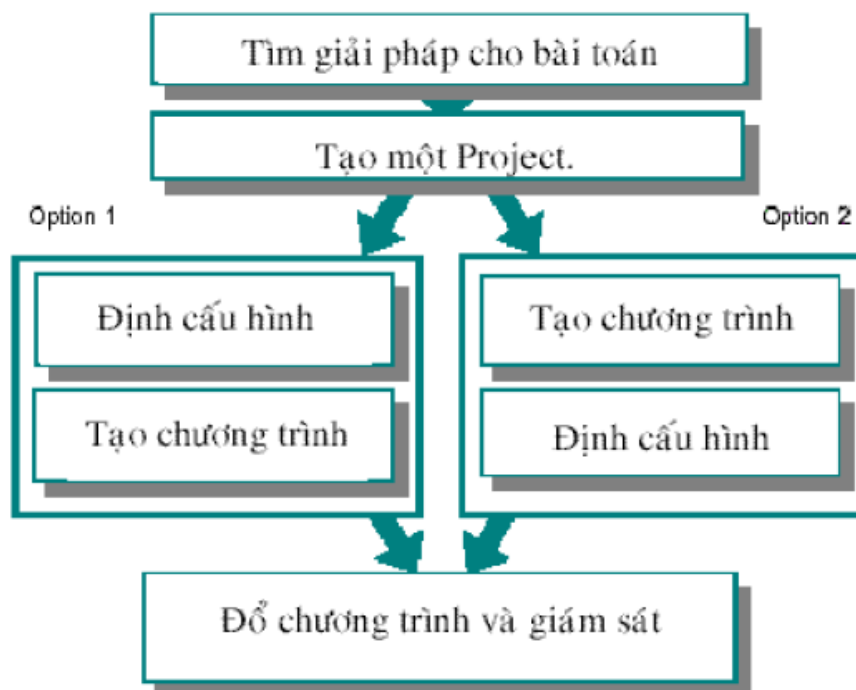 Tìm giải pháp cho bài toán
Tạo một Project.
Option 1
Option 2
Định cấu hình
Tạo chương trình
Tạo chương trình
Định cấu hình
Đổ chương trình và giám sát